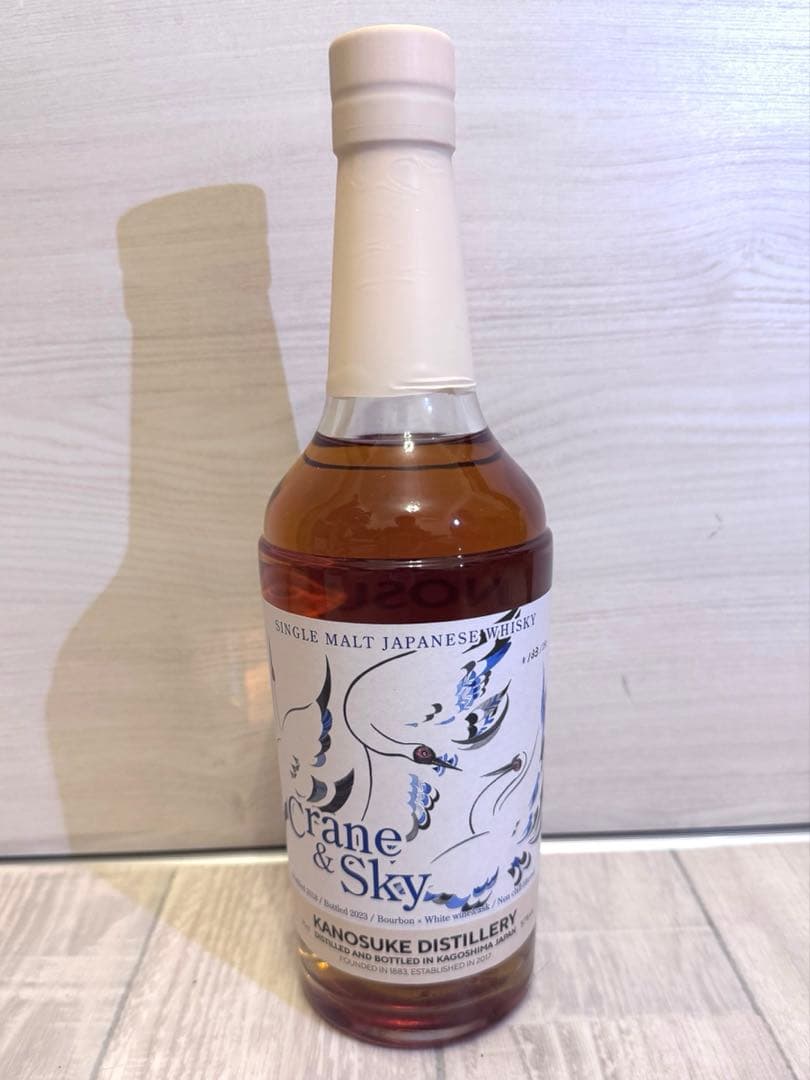 SINGLE MALT JAPANESE WHISKY
Crane
& Sky
/ Bottled 2023 / Bourbon × White wine cask / Non
KANOSUKE DISTILLERY
DISTILLED AND BOTTLED IN KAGOSHIMA JAPAN
FOUNDED IN 1883, ESTABLISHED IN 2017